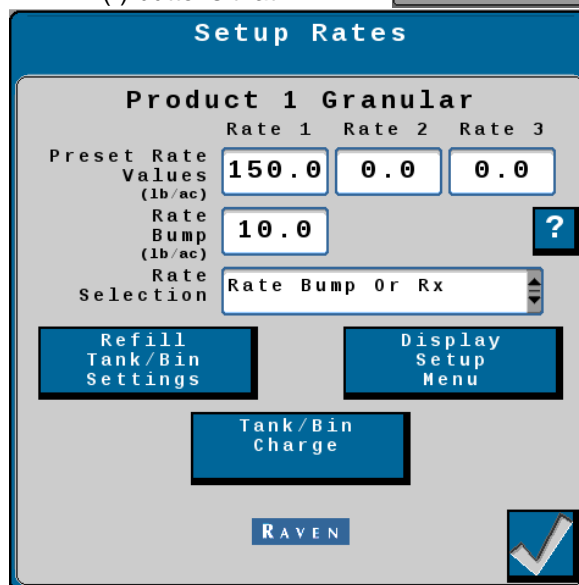 Setup Rates
Product 1 Granular
Rate 1 Rate 2 Rate 3
Preset Rate
Values
(lb/ac)
150.0 0.0 0.0
Rate
Bump
(lb/ac)
10.0
?
Rate
Selection
Rate Bump Or Rx
Refill
Tank/Bin
Settings
Display
Setup
Menu
Tank/Bin
Charge
RAVEN